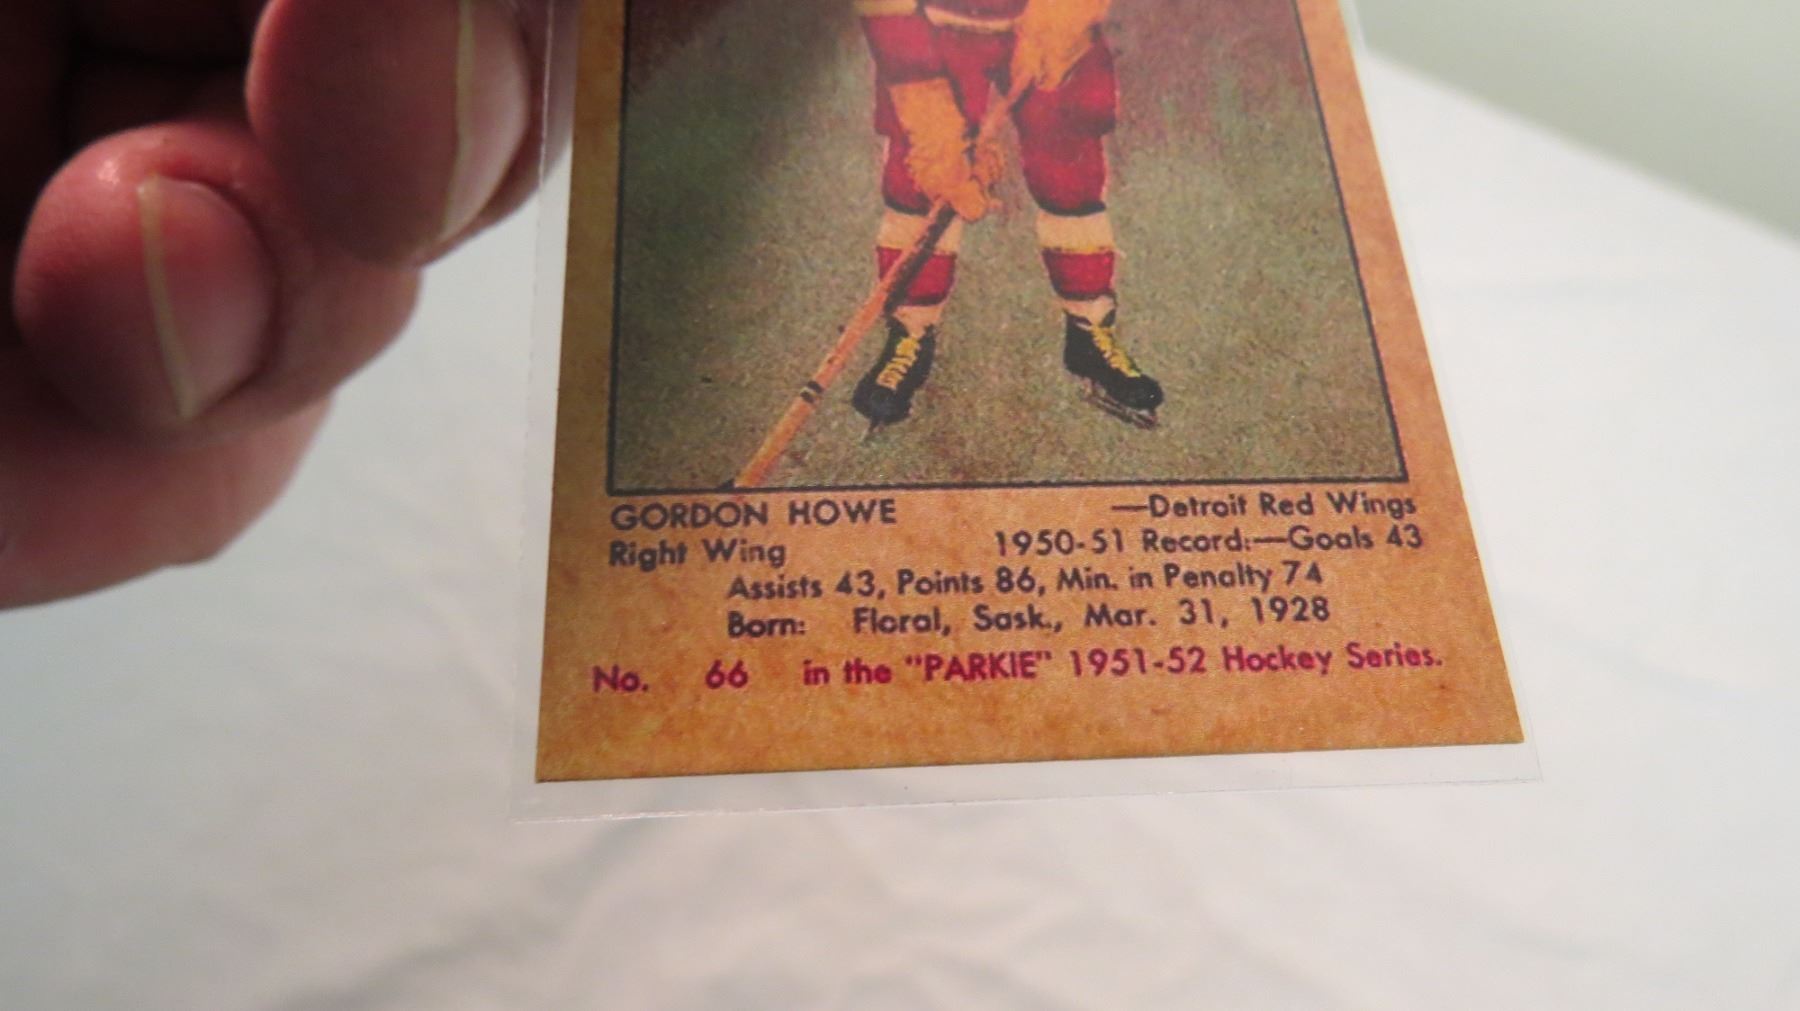 GORDON HOWE —Detroit Red Wings
Right Wing 1950-51 Record:—Goals 43
Assists 43, Points 86, Min. in Penalty 74
Born: Floral, Sask., Mar. 31, 1928
No. 66 in the "PARKIE" 1951-52 Hockey Series.